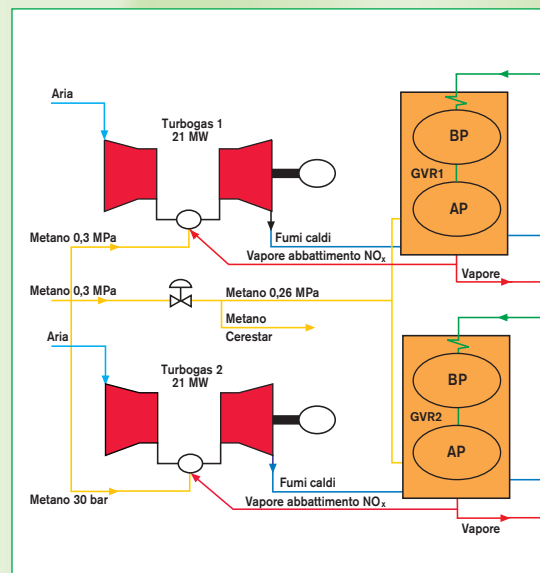 Aria
Turbogas 1
21 MW
BP
GVR1
AP
Metano 0,3 MPa
Fumi caldi
Vapore abbattimento NOx
Vapore
Metano 0,3 MPa
Metano 0,26 MPa
Metano
Cerestar
Aria
Turbogas 2
21 MW
BP
GVR2
AP
Fumi caldi
Metano 30 bar
Vapore abbattimento NOx
Vapore